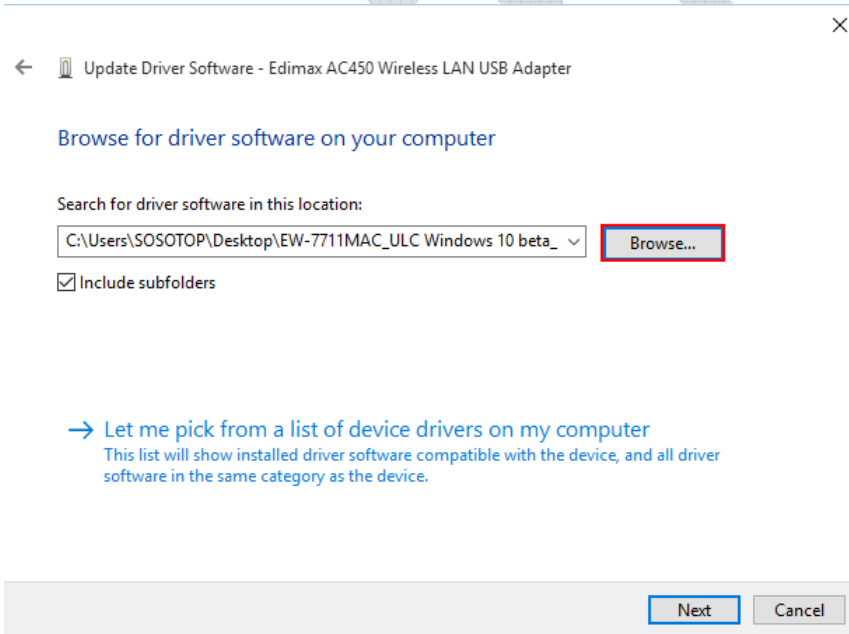 Update Driver Software - Edimax AC450 Wireless LAN USB Adapter
Browse for driver software on your computer
Search for driver software in this location:
C:\Users\SOSOTOP\Desktop\EW-7711MAC_ULC Windows 10 beta_
Browse...
Include subfolders
Let me pick from a list of device drivers on my computer
This list will show installed driver software compatible with the device, and all driver
software in the same category as the device.
Next
Cancel